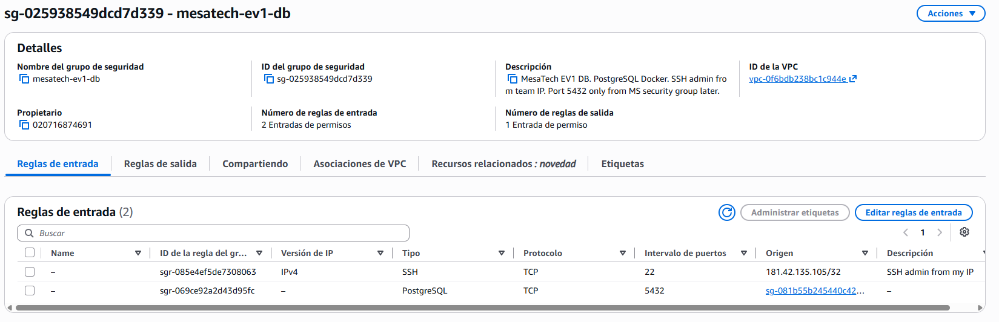 sg-025938549dcd7d339 - mesatech-ev1-db
Acciones
Detalles
Nombre del grupo de seguridad
mesatech-ev1-db
ID del grupo de seguridad
sg-025938549dcd7d339
Descripción
MesaTech EV1 DB. PostgreSQL Docker. SSH admin fro
m team IP. Port 5432 only from MS security group later.
ID de la VPC
vpc-0f6bdb238bc1c944e
Propietario
020716874691
Número de reglas de entrada
2 Entradas de permisos
Número de reglas de salida
1 Entrada de permiso
Reglas de entrada
Reglas de salida
Compartiendo
Asociaciones de VPC
Recursos relacionados : novedad
Etiquetas
Reglas de entrada (2)
Administrar etiquetas
Editar reglas de entrada
Buscar
1
Name ID de la regla del gr... Versión de IP Tipo Protocolo Intervalo de puertos Origen Descripción
– sgr-085e4ef5de7308063 IPv4 SSH TCP 22 181.42.135.105/32 SSH admin from my IP
– sgr-069ce92a2d43d95fc – PostgreSQL TCP 5432 sg-081b55b245440c42... –